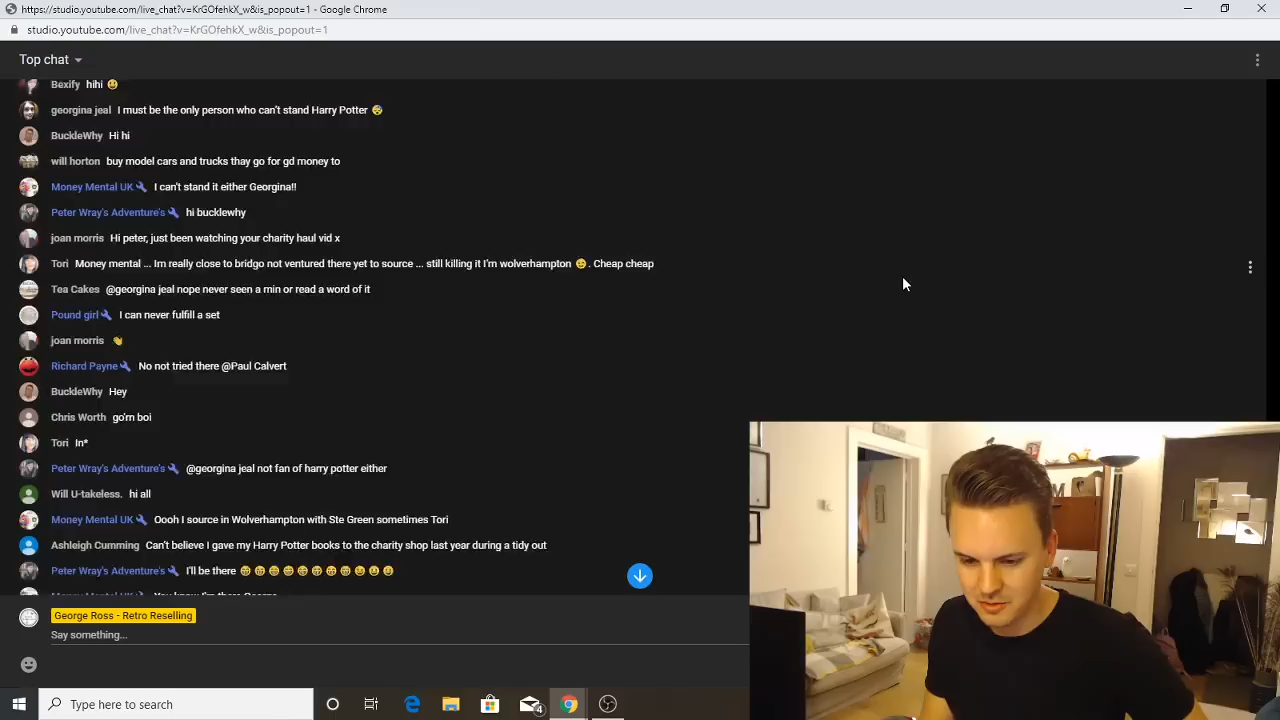 https://studio.youtube.com/live_chat?v=KrGOfehkX_w&is_popout=1 - Google Chrome
studio.youtube.com/live_chat?v=KrGOfehkX_w&is_popout=1
Top chat
Bexify hihi 😃
georgina jeal I must be the only person who can't stand Harry Potter 😴
BuckleWhy Hi hi
will horton buy model cars and trucks thay go for gd money to
Money Mental UK I can't stand it either Georgina!!
Peter Wray's Adventure's hi bucklewhy
joan morris Hi peter, just been watching your charity haul vid x
Tori Money mental ... Im really close to bridgo not ventured there yet to source ... still killing it I'm wolverhampton 😉. Cheap cheap
Tea Cakes @georgina jeal nope never seen a min or read a word of it
Pound girl I can never fulfill a set
joan morris 👋
Richard Payne No not tried there @Paul Calvert
BuckleWhy Hey
Chris Worth go'rn boi
Tori In*
Peter Wray's Adventure's @georgina jeal not fan of harry potter either
Will U-takeless. hi all
Money Mental UK Oooh I source in Wolverhampton with Ste Green sometimes Tori
Ashleigh Cumming Can't believe I gave my Harry Potter books to the charity shop last year during a tidy out
Peter Wray's Adventure's I'll be there 😁😁😁😁😁😁😁😁😆😆😃
Money Mental UK You know I'm there George
George Ross - Retro Reselling
Say something...
Type here to search
4